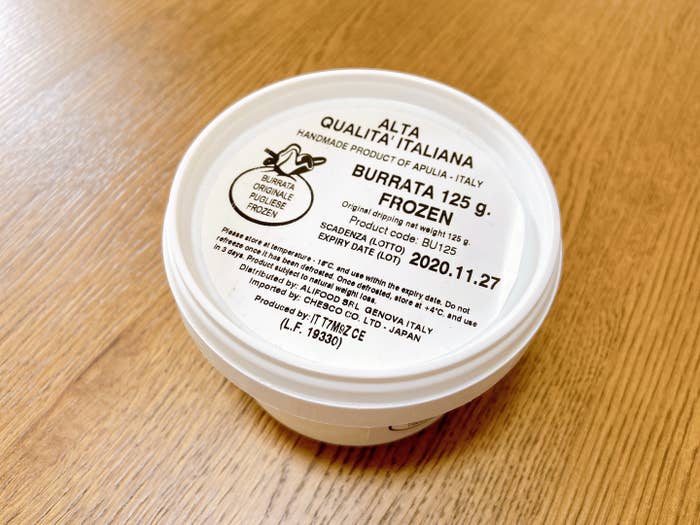 ALTA
QUALITA' ITALIANA
HANDMADE PRODUCT OF APULIA - ITALY
BURRATA
ORIGINALE
PUGLIESE
FROZEN
BURRATA 125 g.
FROZEN
Original dripping net weight 125 g.
Product code: BU125
SCADENZA (LOTTO)
EXPIRY DATE (LOT) 2020.11.27
Please store at temperature - 18°C, and use within the expiry date. Do not
refreeze once it has been defrosted. Once defrosted, store at +4°C, and use
in 3 days. Product subject to natural weight loss.
Distributed by: ALIFOOD SRL GENOVA ITALY
Imported by: CHESCO CO. LTD - JAPAN
Produced by: IT T7M9Z CE
(L.F. 19330)